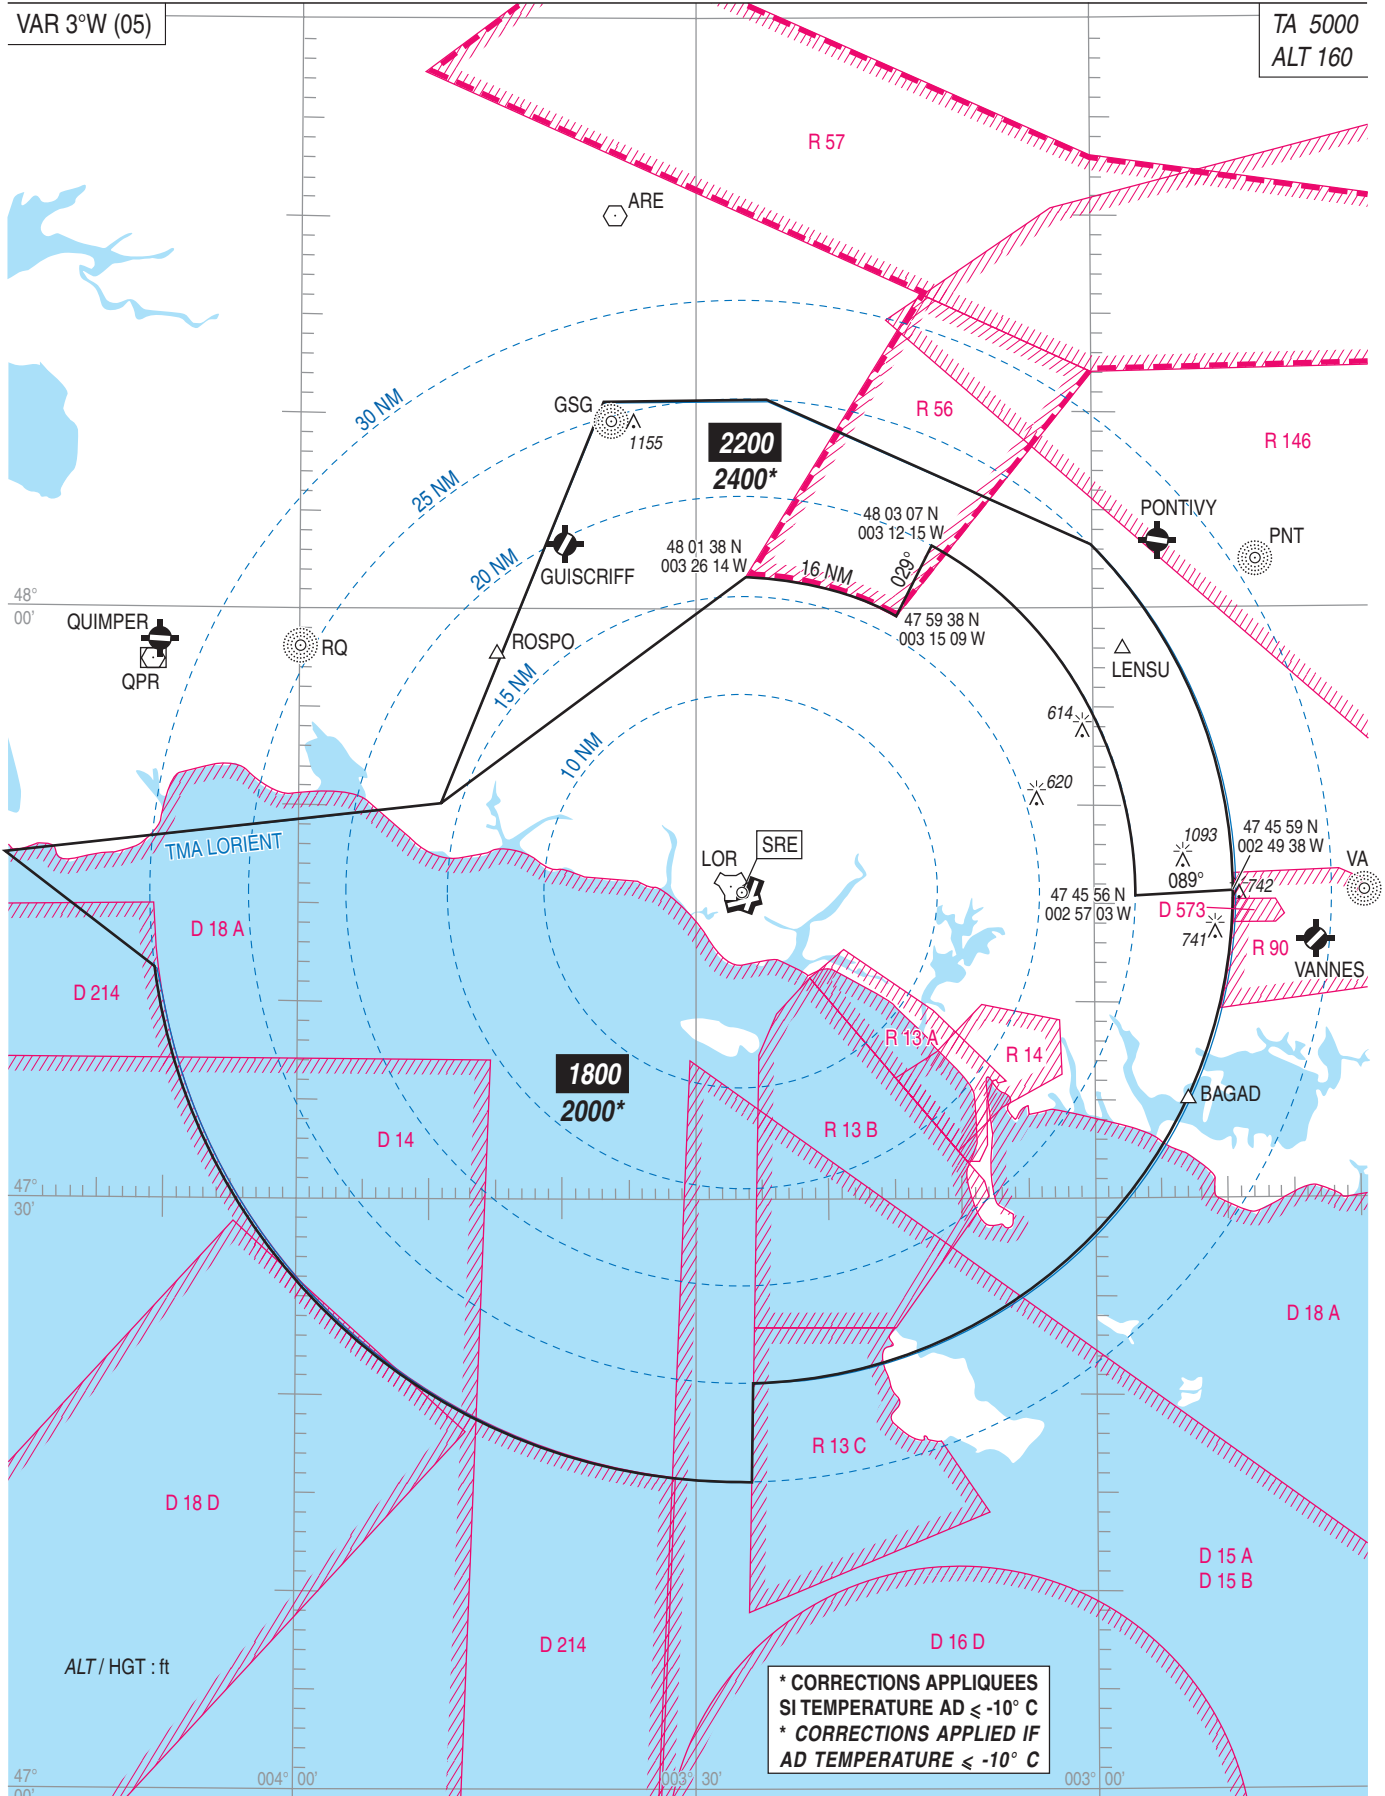 VAR 3°W (05)
TA 5000
ALT 160
R 57
ARE
30 NM
GSG
1155
2200
2400*
R 56
R 146
25 NM
48 03 07 N
003 12 15 W
PONTIVY
PNT
20 NM
GUISCRIFF
48 01 38 N
003 26 14 W
16 NM
029°
48°
00'
QUIMPER
QPR
RQ
ROSPO
47 59 38 N
003 15 09 W
LENSU
15 NM
614
10 NM
620
TMA LORIENT
LOR
SRE
1093
089°
47 45 59 N
002 49 38 W
VA
742
47 45 56 N
002 57 03 W
D 573
741
R 90
VANNES
D 18 A
D 214
R 13 A
R 14
1800
2000*
BAGAD
D 14
R 13 B
47°
30'
D 18 A
R 13 C
D 18 D
D 15 A
D 15 B
D 214
D 16 D
ALT / HGT : ft
* CORRECTIONS APPLIQUEES
SI TEMPERATURE AD ⩽ -10° C
* CORRECTIONS APPLIED IF
AD TEMPERATURE ⩽ -10° C
47°
00'
004° 00'
003° 30'
003° 00'